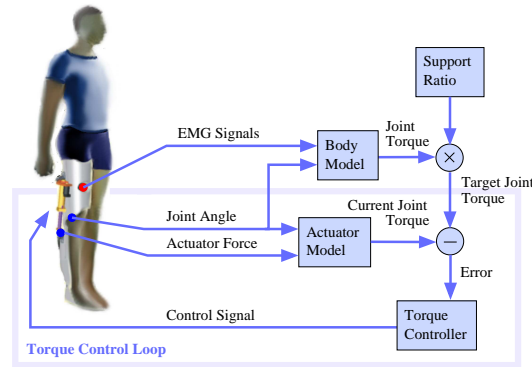 Support
Ratio
EMG Signals
Body
Model
Joint
Torque
×
Target Joint
Torque
Joint Angle
Current Joint
Torque
Actuator
Model
−
Actuator Force
Error
Control Signal
Torque
Controller
Torque Control Loop